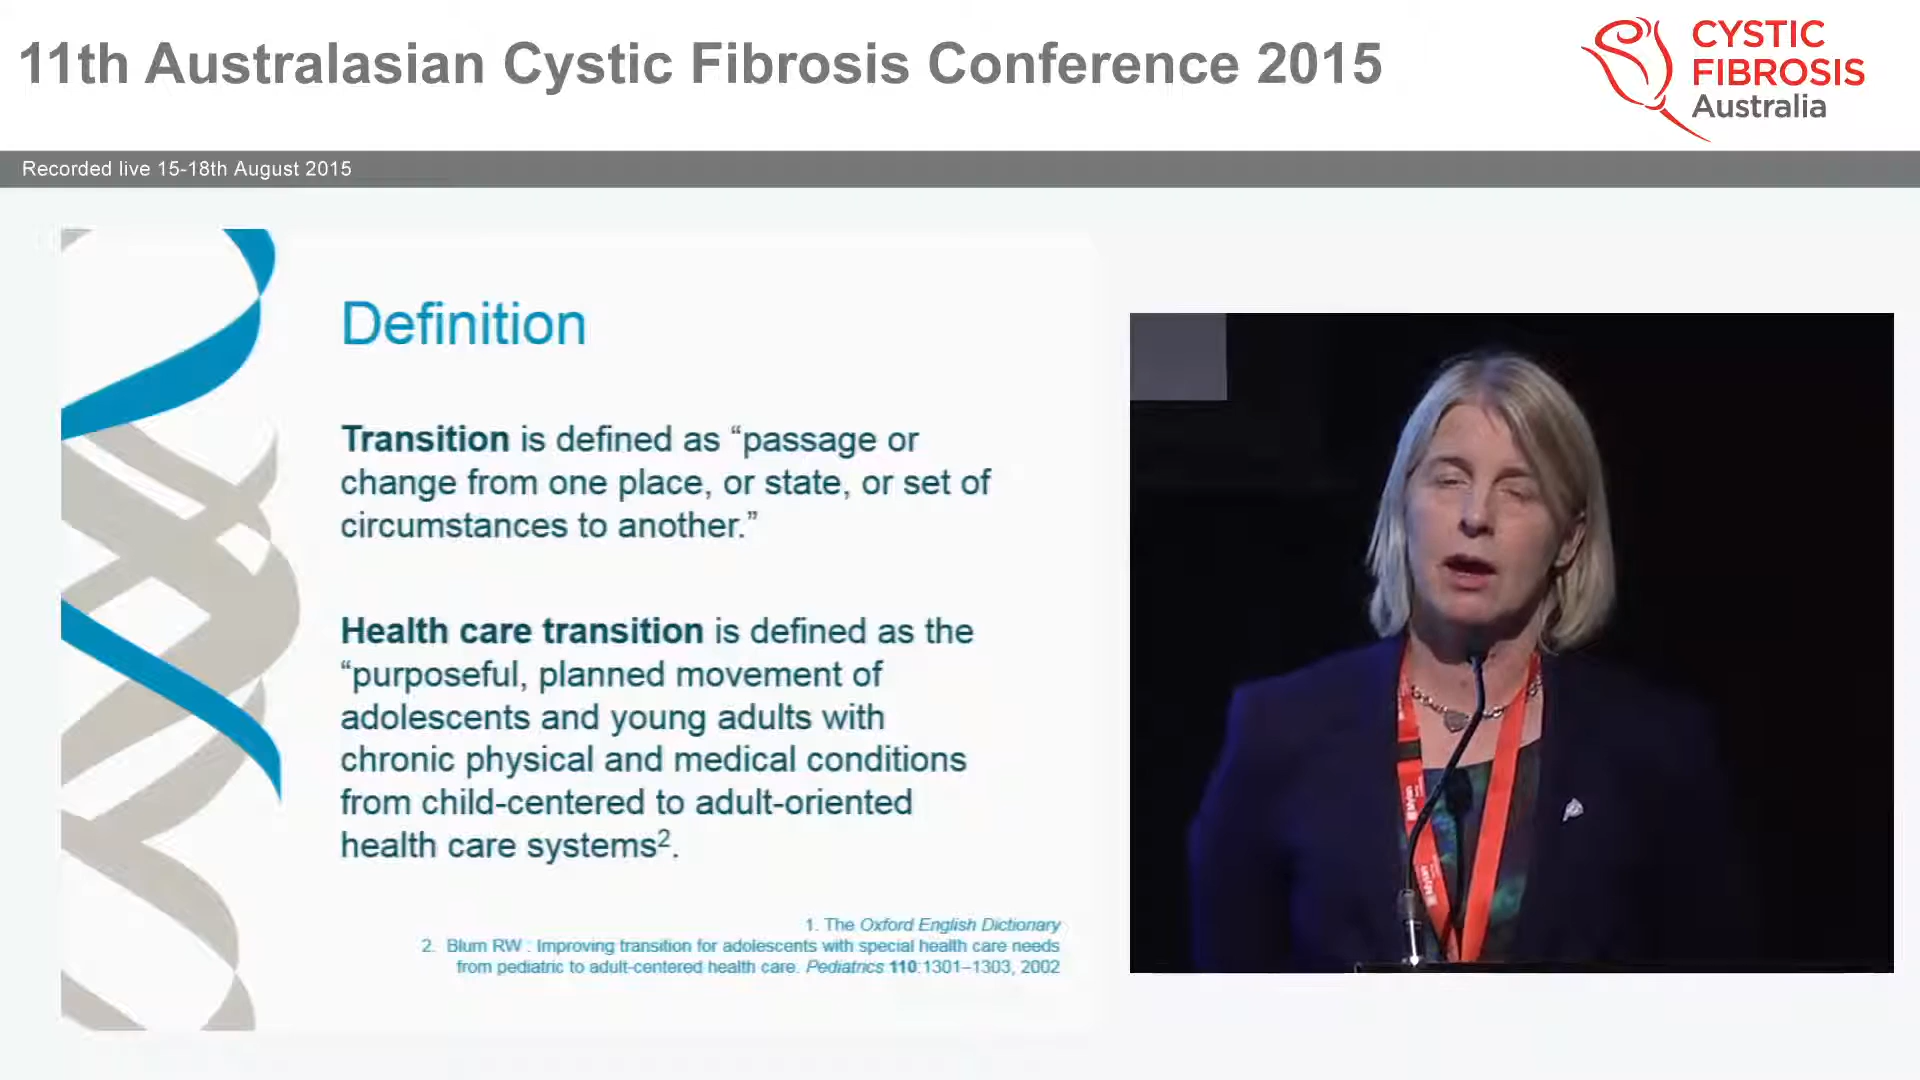 11th Australasian Cystic Fibrosis Conference 2015
CYSTIC
FIBROSIS
Australia
Recorded live 15-18th August 2015
Definition
Transition is defined as “passage or
change from one place, or state, or set of
circumstances to another.”
Health care transition is defined as the
“purposeful, planned movement of
adolescents and young adults with
chronic physical and medical conditions
from child-centered to adult-oriented
health care systems².
1. The Oxford English Dictionary
2. Blum RW : Improving transition for adolescents with special health care needs
from pediatric to adult-centered health care. Pediatrics 110:1301–1303, 2002
Mylan
Mylan